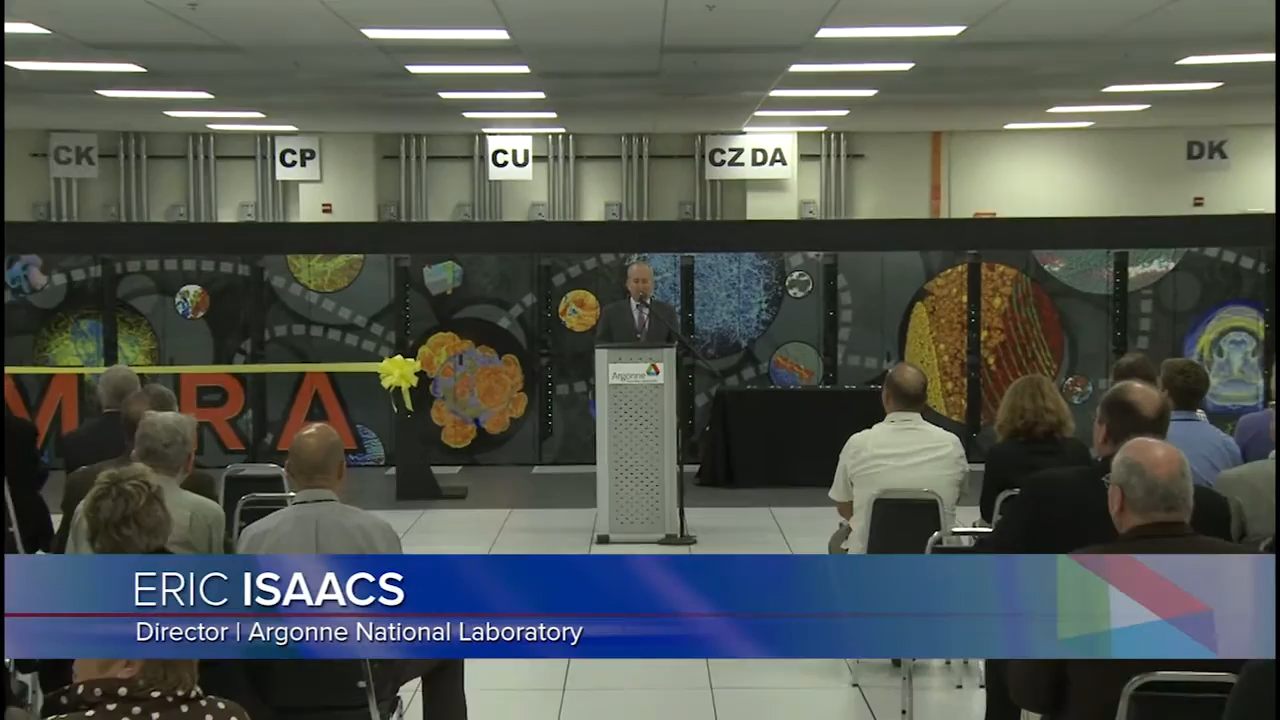 CK
CP
CU
CZ DA
DK
Argonne
MIRA
ERIC ISAACS
Director | Argonne National Laboratory